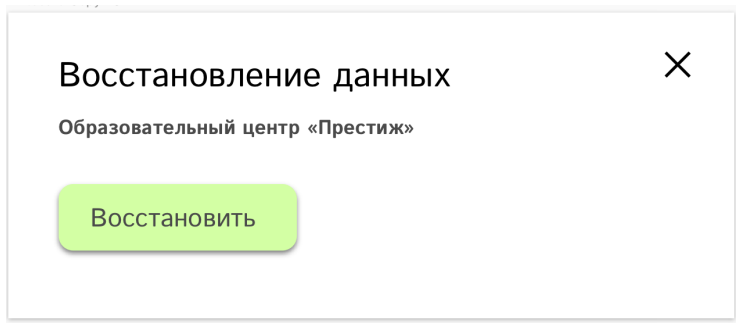 Восстановление данных
Образовательный центр «Престиж»
Восстановить